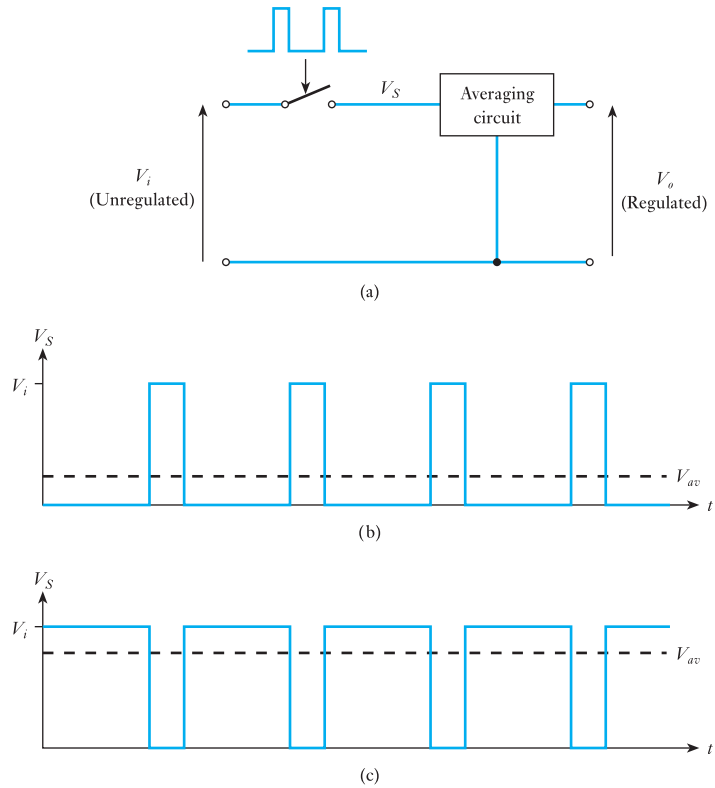 V_S
Averaging
circuit
V_i
(Unregulated)
V_o
(Regulated)
(a)
V_S
V_i
V_av
t
(b)
V_S
V_i
V_av
t
(c)